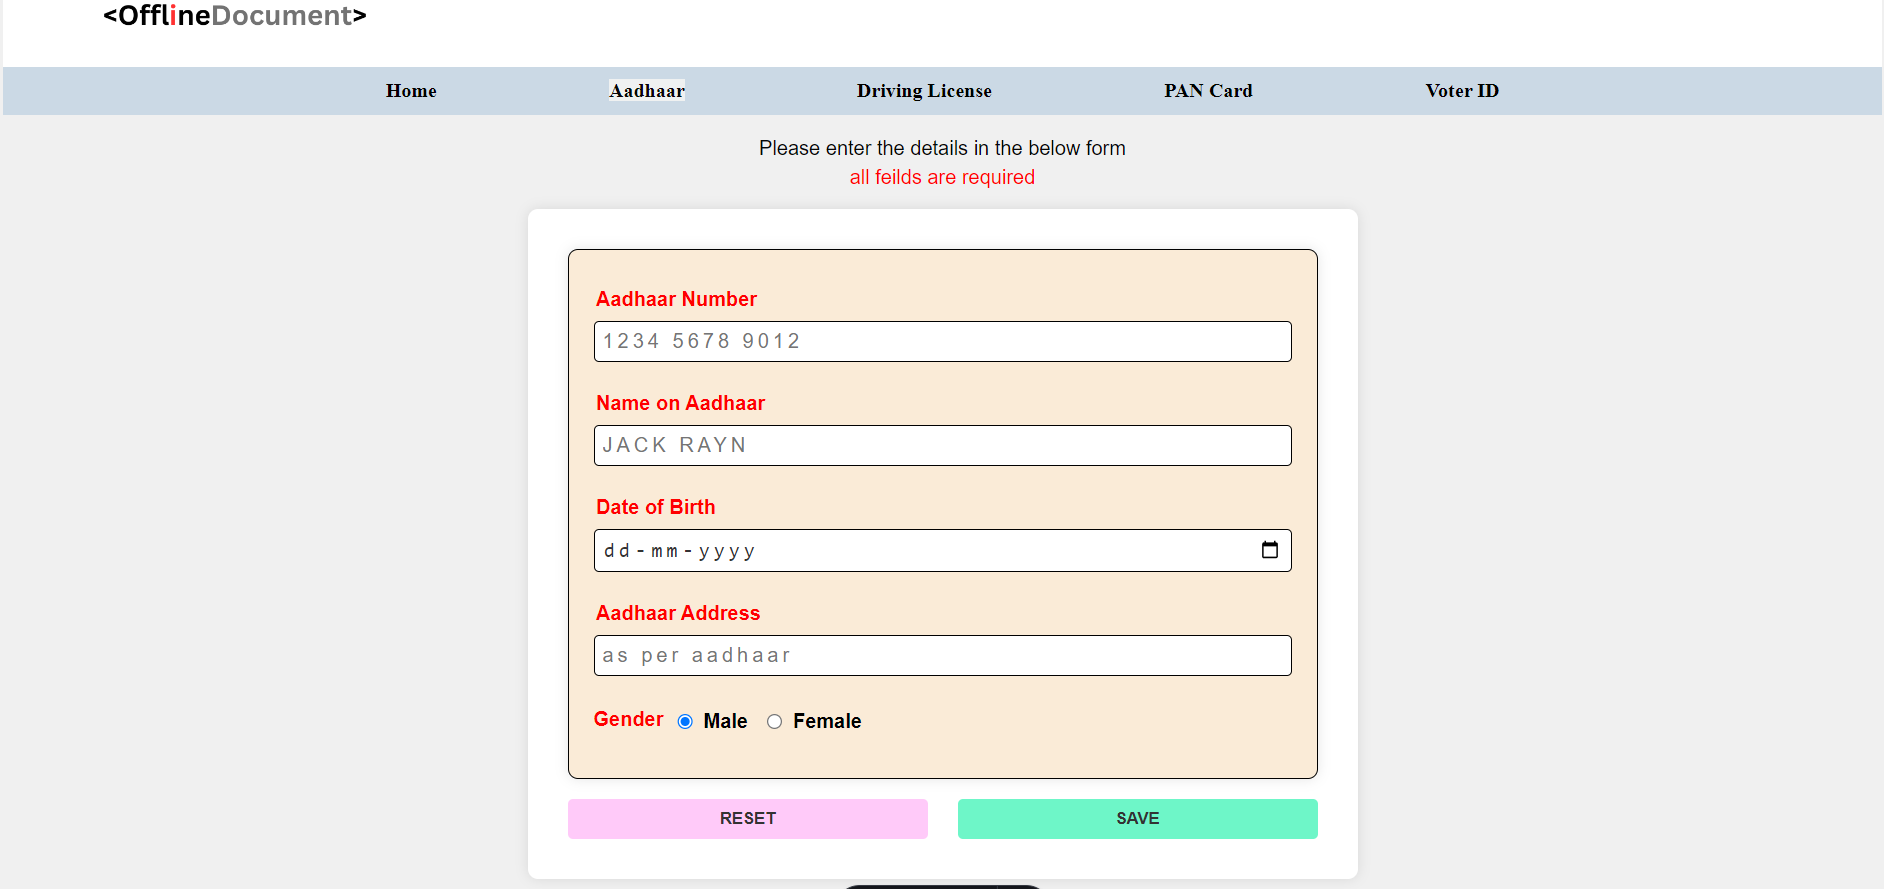 <OfflineDocument>
Home Aadhaar Driving License PAN Card Voter ID
Please enter the details in the below form
all feilds are required
Aadhaar Number
1234 5678 9012
Name on Aadhaar
JACK RAYN
Date of Birth
dd-mm-yyyy
Aadhaar Address
as per aadhaar
Gender Male Female
RESET SAVE